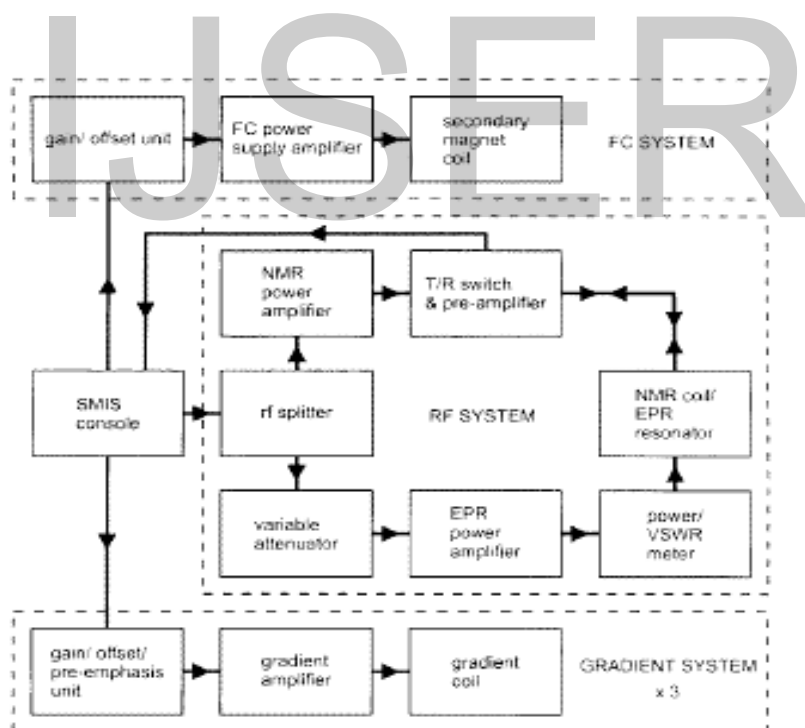 IJSER
gain/ offset unit
FC power
supply amplifier
secondary
magnet
coil
FC SYSTEM
NMR
power
amplifier
T/R switch
& pre-amplifier
SMIS
console
rf splitter
RF SYSTEM
NMR coil/
EPR
resonator
variable
attenuator
EPR
power
amplifier
power/
VSWR
meter
gain/ offset/
pre-emphasis
unit
gradient
amplifier
gradient
coil
GRADIENT SYSTEM
x 3